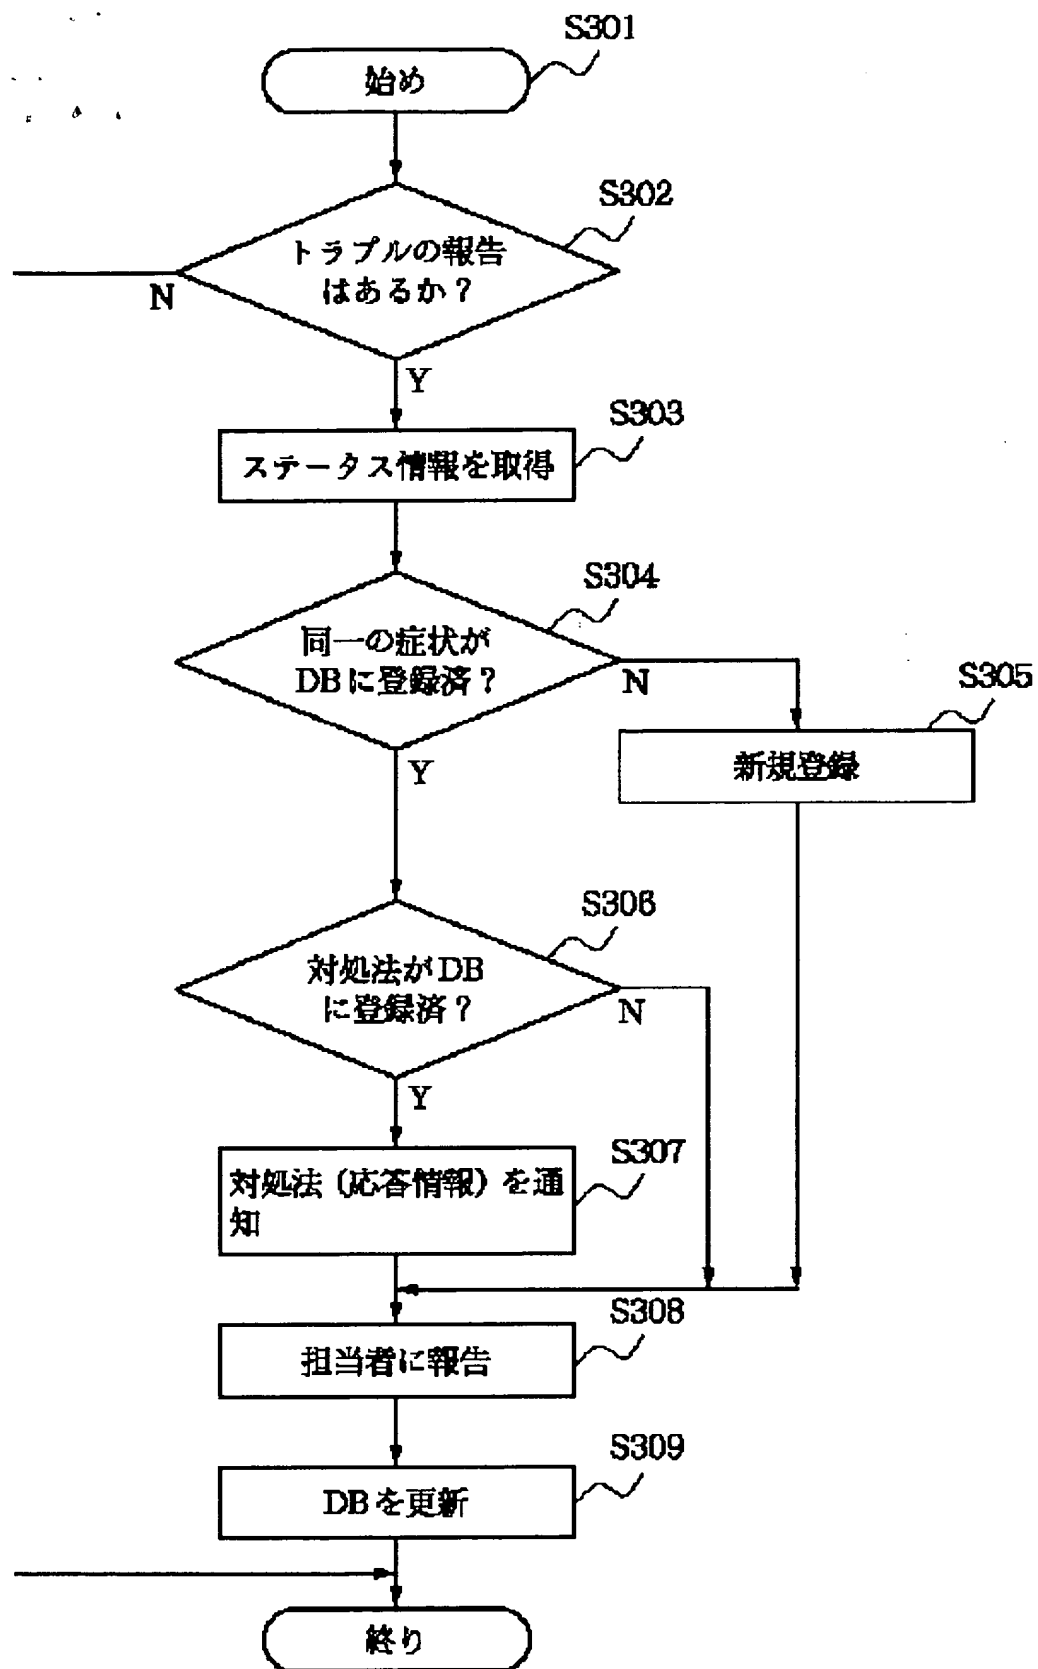 S301
始め
S302
トラブルの報告
はあるか？
N
Y
S303
ステータス情報を取得
S304
同一の症状が
DBに登録済？
N
Y
S305
新規登録
S306
対処法がDB
に登録済？
N
Y
S307
対処法（応答情報）を通
知
S308
担当者に報告
S309
DBを更新
終り